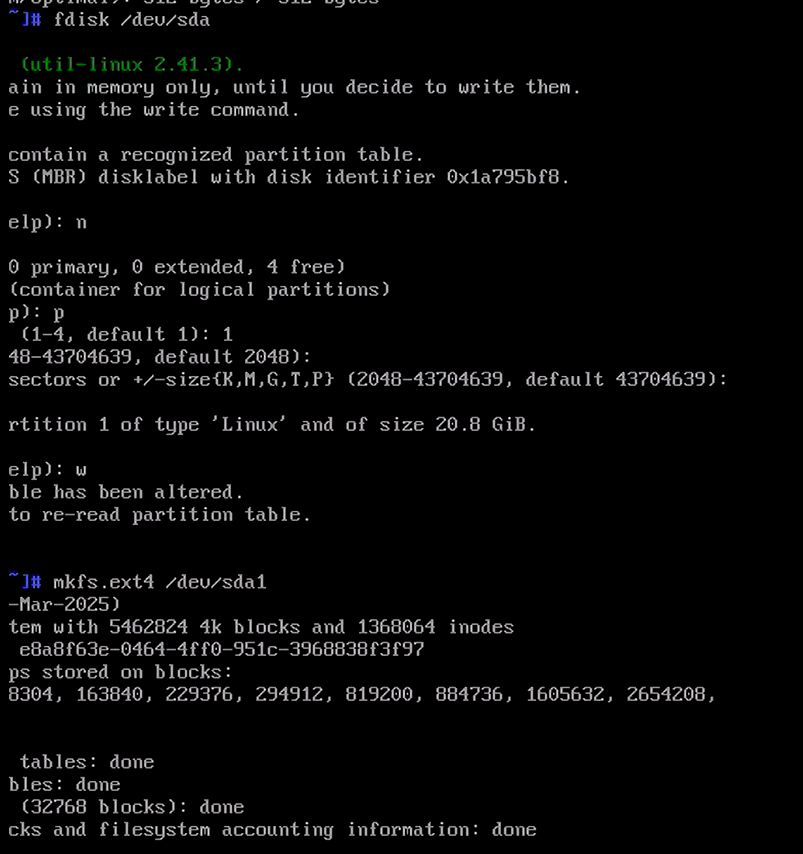 ~]# fdisk /dev/sda
(util-linux 2.41.3).
ain in memory only, until you decide to write them.
e using the write command.
contain a recognized partition table.
S (MBR) disklabel with disk identifier 0x1a795bf8.
elp): n
0 primary, 0 extended, 4 free)
(container for logical partitions)
p): p
(1-4, default 1): 1
48-43704639, default 2048):
sectors or +/-size{K,M,G,T,P} (2048-43704639, default 43704639):
rtition 1 of type 'Linux' and of size 20.8 GiB.
elp): w
ble has been altered.
to re-read partition table.
~]# mkfs.ext4 /dev/sda1
-Mar-2025)
tem with 5462824 4k blocks and 1368064 inodes
e8a8f63e-0464-4ff0-951c-3968838f3f97
ps stored on blocks:
8304, 163840, 229376, 294912, 819200, 884736, 1605632, 2654208,
tables: done
bles: done
(32768 blocks): done
cks and filesystem accounting information: done